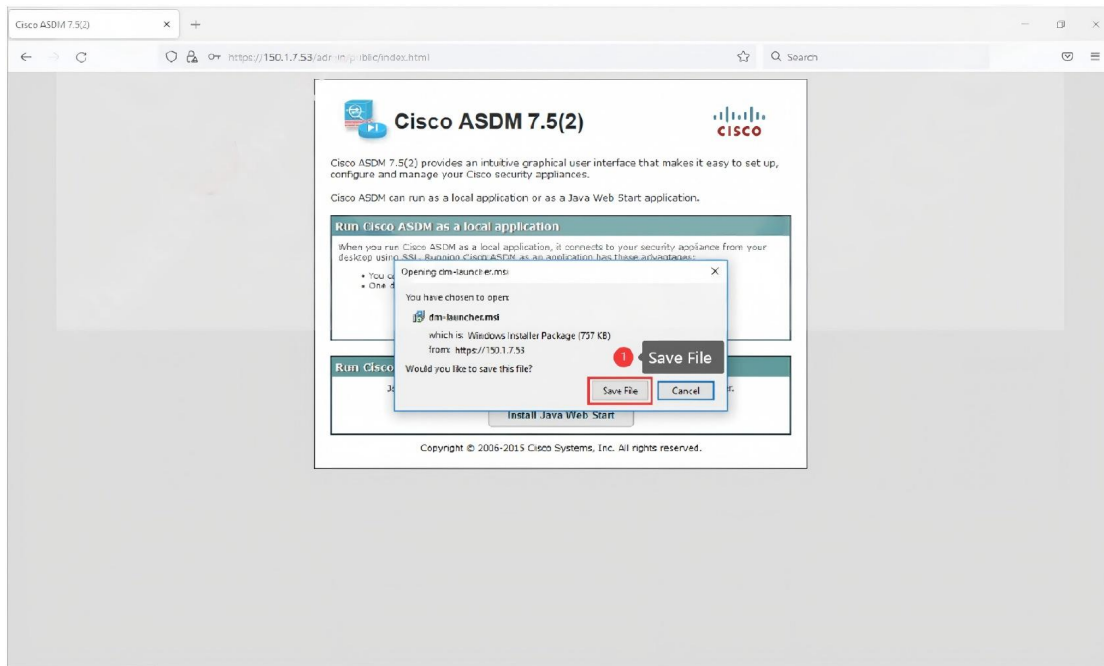 Cisco ASDM 7.5(2)
https://150.1.7.53/admin/public/index.html
Search
Cisco ASDM 7.5(2)
CISCO
Cisco ASDM 7.5(2) provides an intuitive graphical user interface that makes it easy to set up,
configure and manage your Cisco security appliances.
Cisco ASDM can run as a local application or as a Java Web Start application.
Run Cisco ASDM as a local application
When you run Cisco ASDM as a local application, it connects to your security appliance from your
desktop using SSL. Running Cisco ASDM as an application has these advantages:
• You
• One
Opening dm-launcher.msi
You have chosen to open:
dm-launcher.msi
which is: Windows Installer Package (757 KB)
from: https://150.1.7.53
Would you like to save this file?
1 Save File
Save File
Cancel
Run Cisco
Install Java Web Start
Copyright © 2006-2015 Cisco Systems, Inc. All rights reserved.